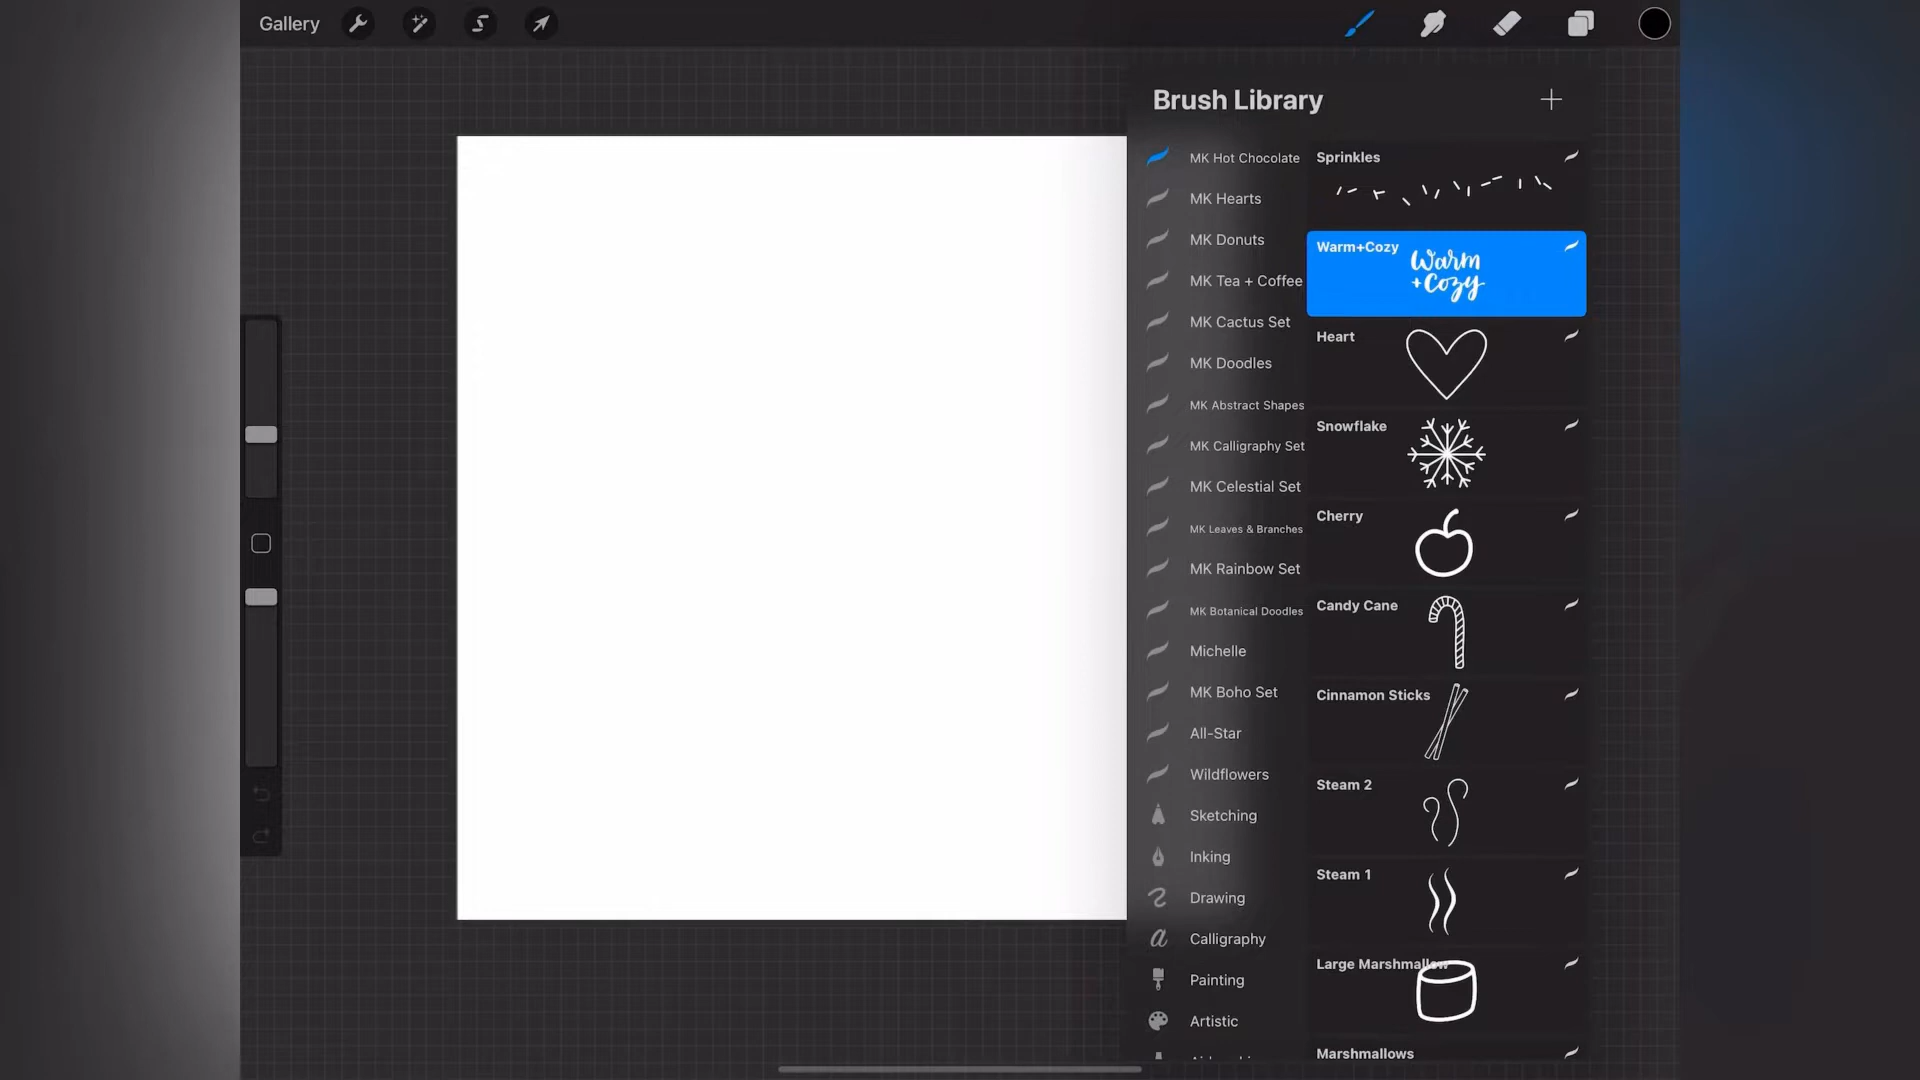 Gallery
Brush Library
MK Hot Chocolate
MK Hearts
MK Donuts
MK Tea + Coffee
MK Cactus Set
MK Doodles
MK Abstract Shapes
MK Calligraphy Set
MK Celestial Set
MK Leaves & Branches
MK Rainbow Set
MK Botanical Doodles
Michelle
MK Boho Set
All-Star
Wildflowers
Sketching
Inking
Drawing
Calligraphy
Painting
Artistic
Sprinkles
Warm+Cozy
Warm
+Cozy
Heart
Snowflake
Cherry
Candy Cane
Cinnamon Sticks
Steam 2
Steam 1
Large Marshmallow
Marshmallows